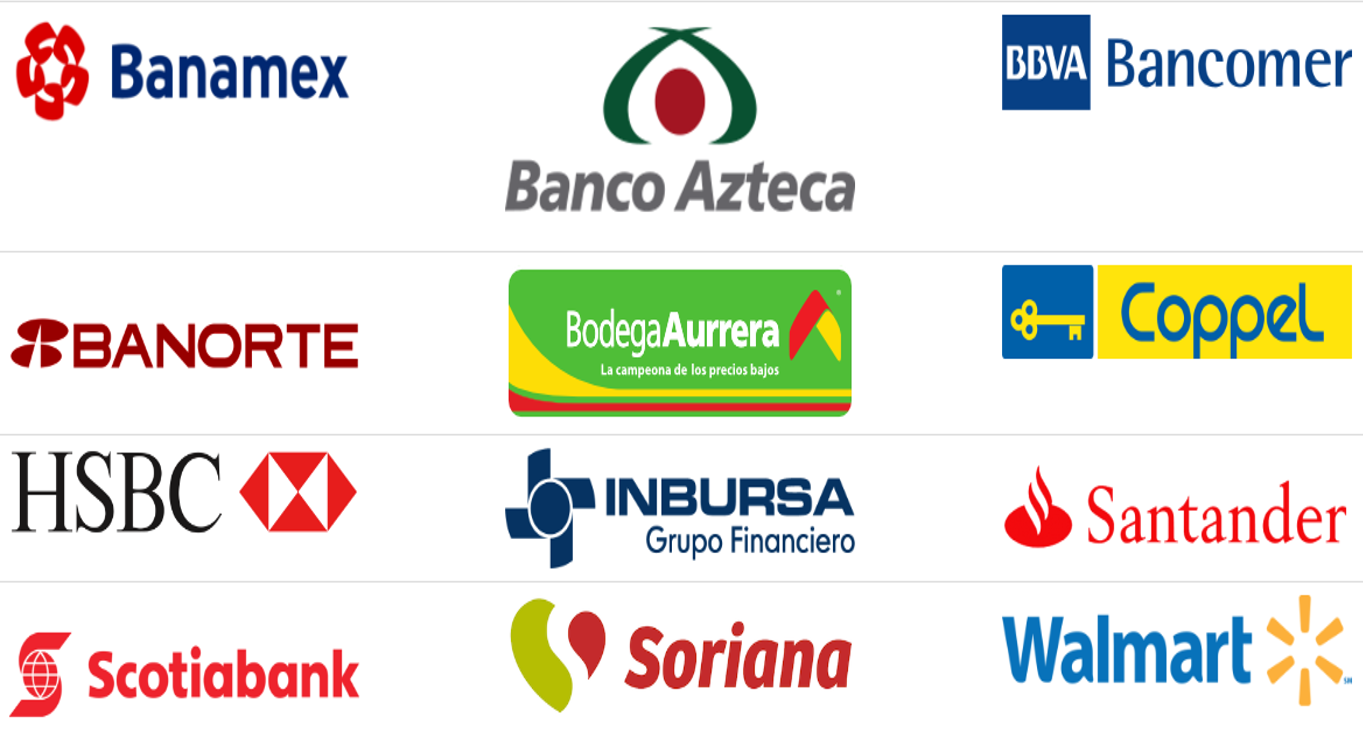 Banamex
Banco Azteca
BBVA Bancomer
BANORTE
BodegaAurrera
La campeona de los precios bajos
Coppel
HSBC
INBURSA
Grupo Financiero
Santander
Scotiabank
Soriana
Walmart